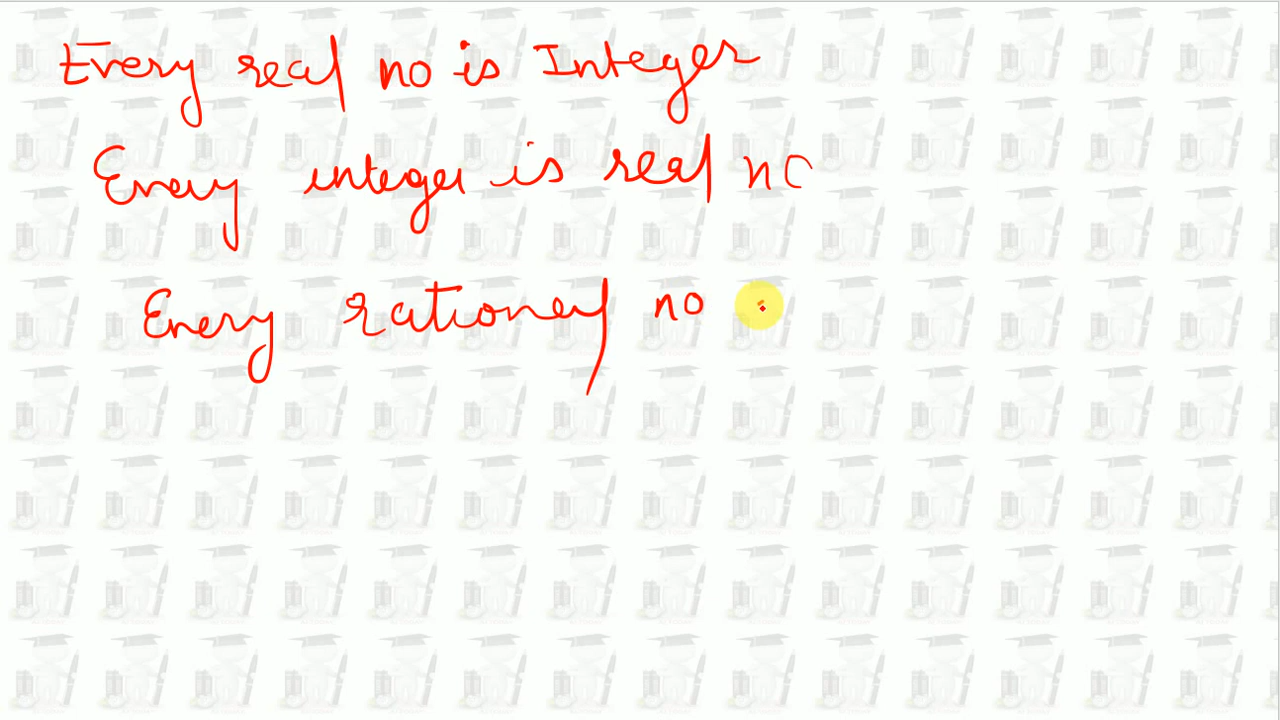 Every real no is Integer
Every integer is real no
Every rational no